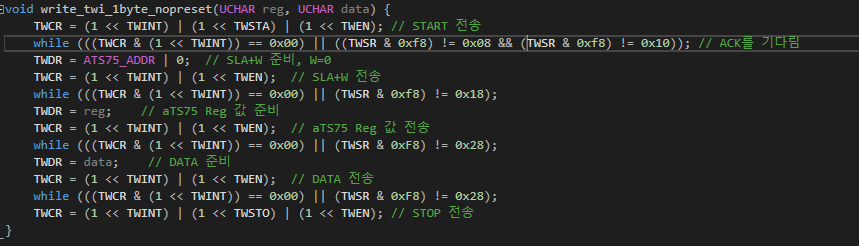 void write_twi_1byte_nopreset(UCHAR reg, UCHAR data) {
TWCR = (1 << TWINT) | (1 << TWSTA) | (1 << TWEN); // START 전송
while (((TWCR & (1 << TWINT)) == 0x00) || ((TWSR & 0xf8) != 0x08 && (TWSR & 0xf8) != 0x10)); // ACK를 기다림
TWDR = ATS75_ADDR | 0;  // SLA+W 준비, W=0
TWCR = (1 << TWINT) | (1 << TWEN);  // SLA+W 전송
while (((TWCR & (1 << TWINT)) == 0x00) || (TWSR & 0xf8) != 0x18);
TWDR = reg;    // aTS75 Reg 값 준비
TWCR = (1 << TWINT) | (1 << TWEN);  // aTS75 Reg 값 전송
while (((TWCR & (1 << TWINT)) == 0x00) || (TWSR & 0xF8) != 0x28);
TWDR = data;    // DATA 준비
TWCR = (1 << TWINT) | (1 << TWEN);  // DATA 전송
while (((TWCR & (1 << TWINT)) == 0x00) || (TWSR & 0xF8) != 0x28);
TWCR = (1 << TWINT) | (1 << TWSTO) | (1 << TWEN); // STOP 전송
}